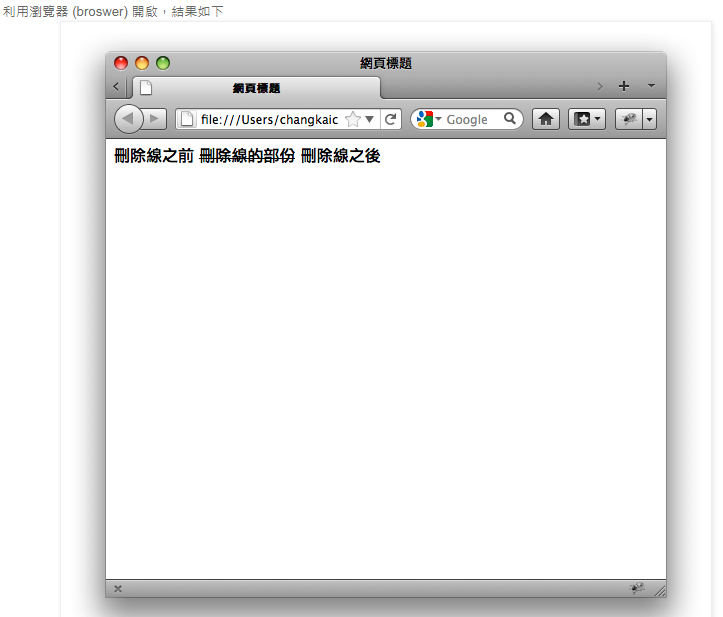 利用瀏覽器 (broswer) 開啟，結果如下
網頁標題
網頁標題
file:///Users/changkaic
Google
刪除線之前 刪除線的部份 刪除線之後